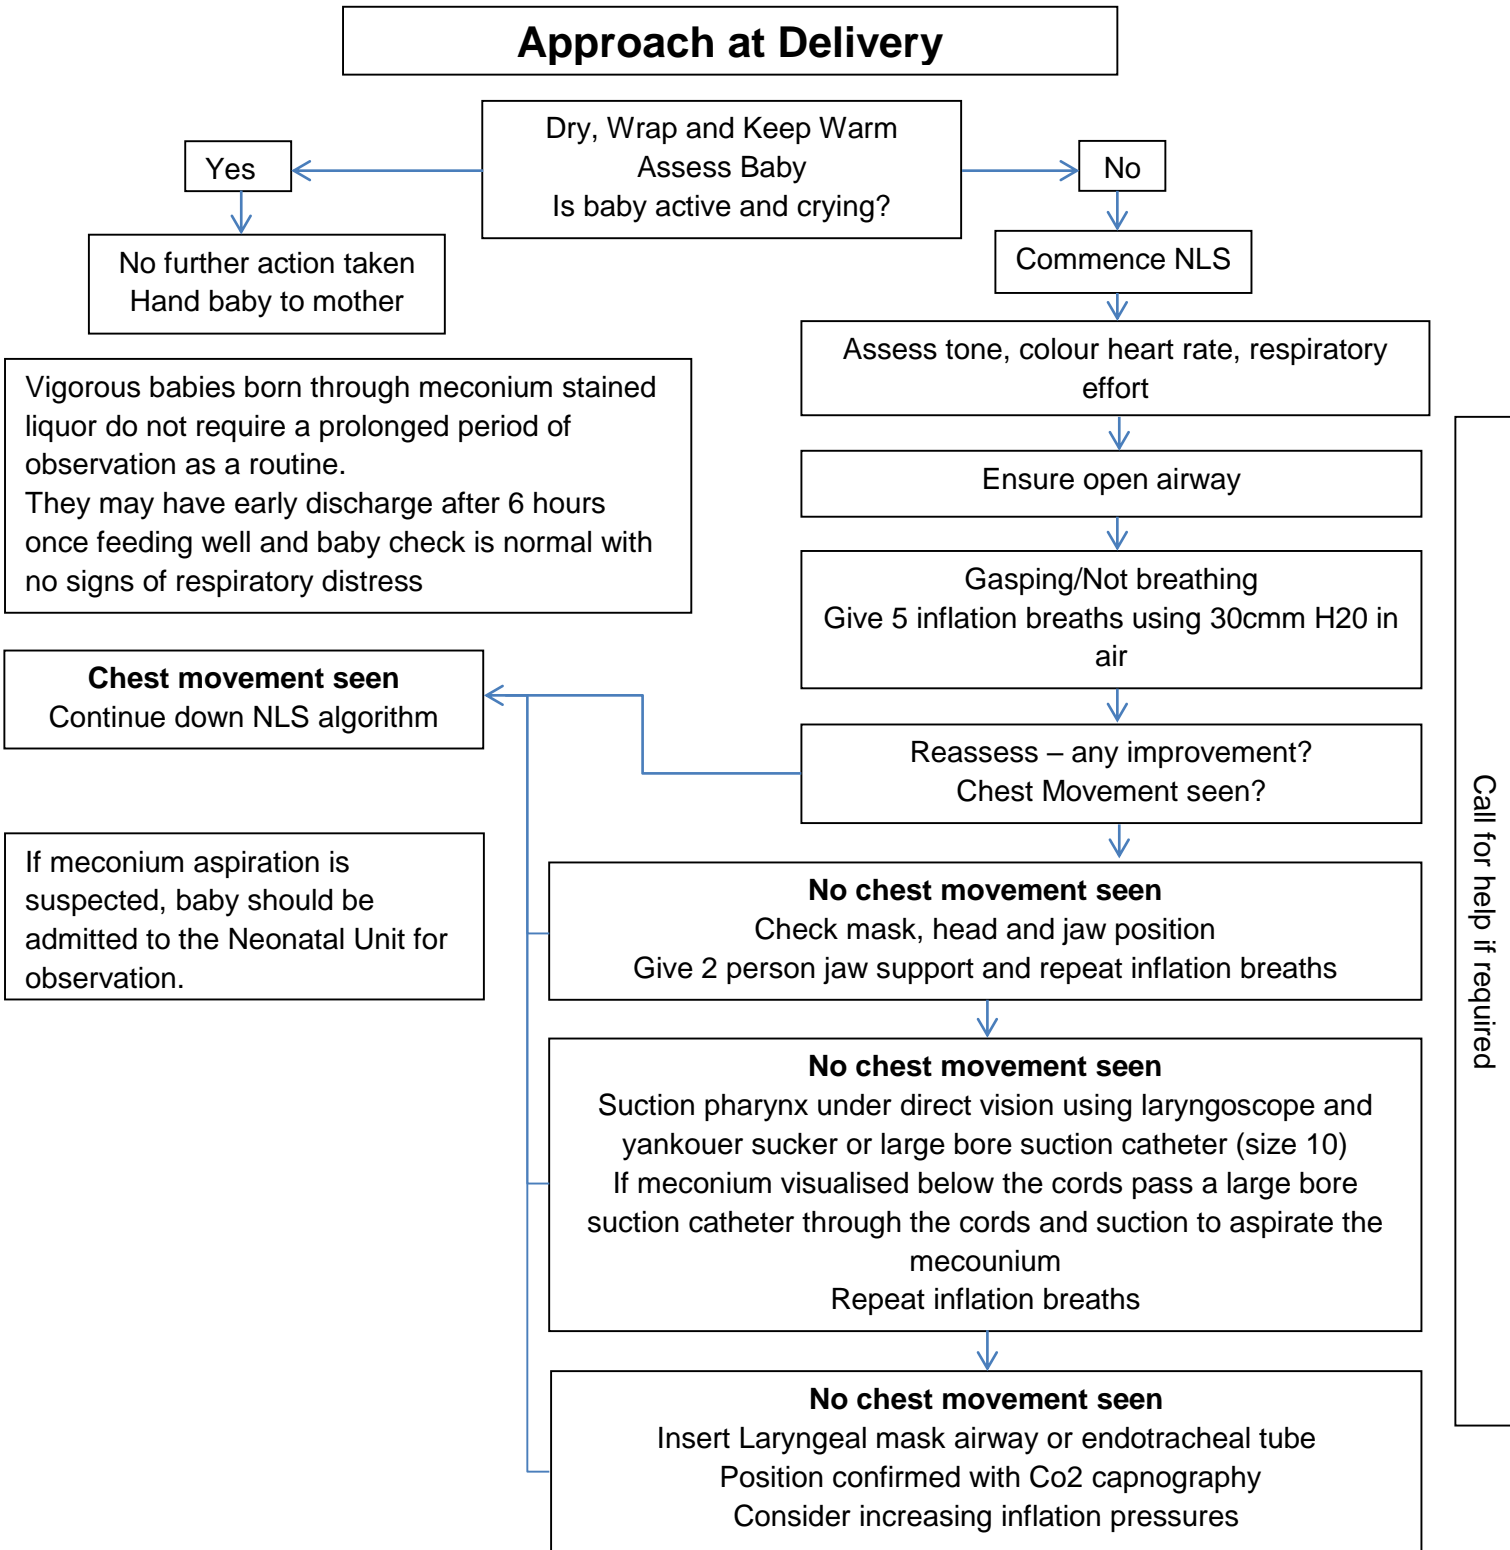 Approach at Delivery
Dry, Wrap and Keep Warm
Assess Baby
Is baby active and crying?
Yes
No
No further action taken
Hand baby to mother
Commence NLS
Assess tone, colour heart rate, respiratory
effort
Vigorous babies born through meconium stained
liquor do not require a prolonged period of
observation as a routine.
They may have early discharge after 6 hours
once feeding well and baby check is normal with
no signs of respiratory distress
Ensure open airway
Gasping/Not breathing
Give 5 inflation breaths using 30cmm H20 in
air
Chest movement seen
Continue down NLS algorithm
Reassess – any improvement?
Chest Movement seen?
If meconium aspiration is
suspected, baby should be
admitted to the Neonatal Unit for
observation.
No chest movement seen
Check mask, head and jaw position
Give 2 person jaw support and repeat inflation breaths
No chest movement seen
Suction pharynx under direct vision using laryngoscope and
yankouer sucker or large bore suction catheter (size 10)
If meconium visualised below the cords pass a large bore
suction catheter through the cords and suction to aspirate the
mecounium
Repeat inflation breaths
No chest movement seen
Insert Laryngeal mask airway or endotracheal tube
Position confirmed with Co2 capnography
Consider increasing inflation pressures
Call for help if required